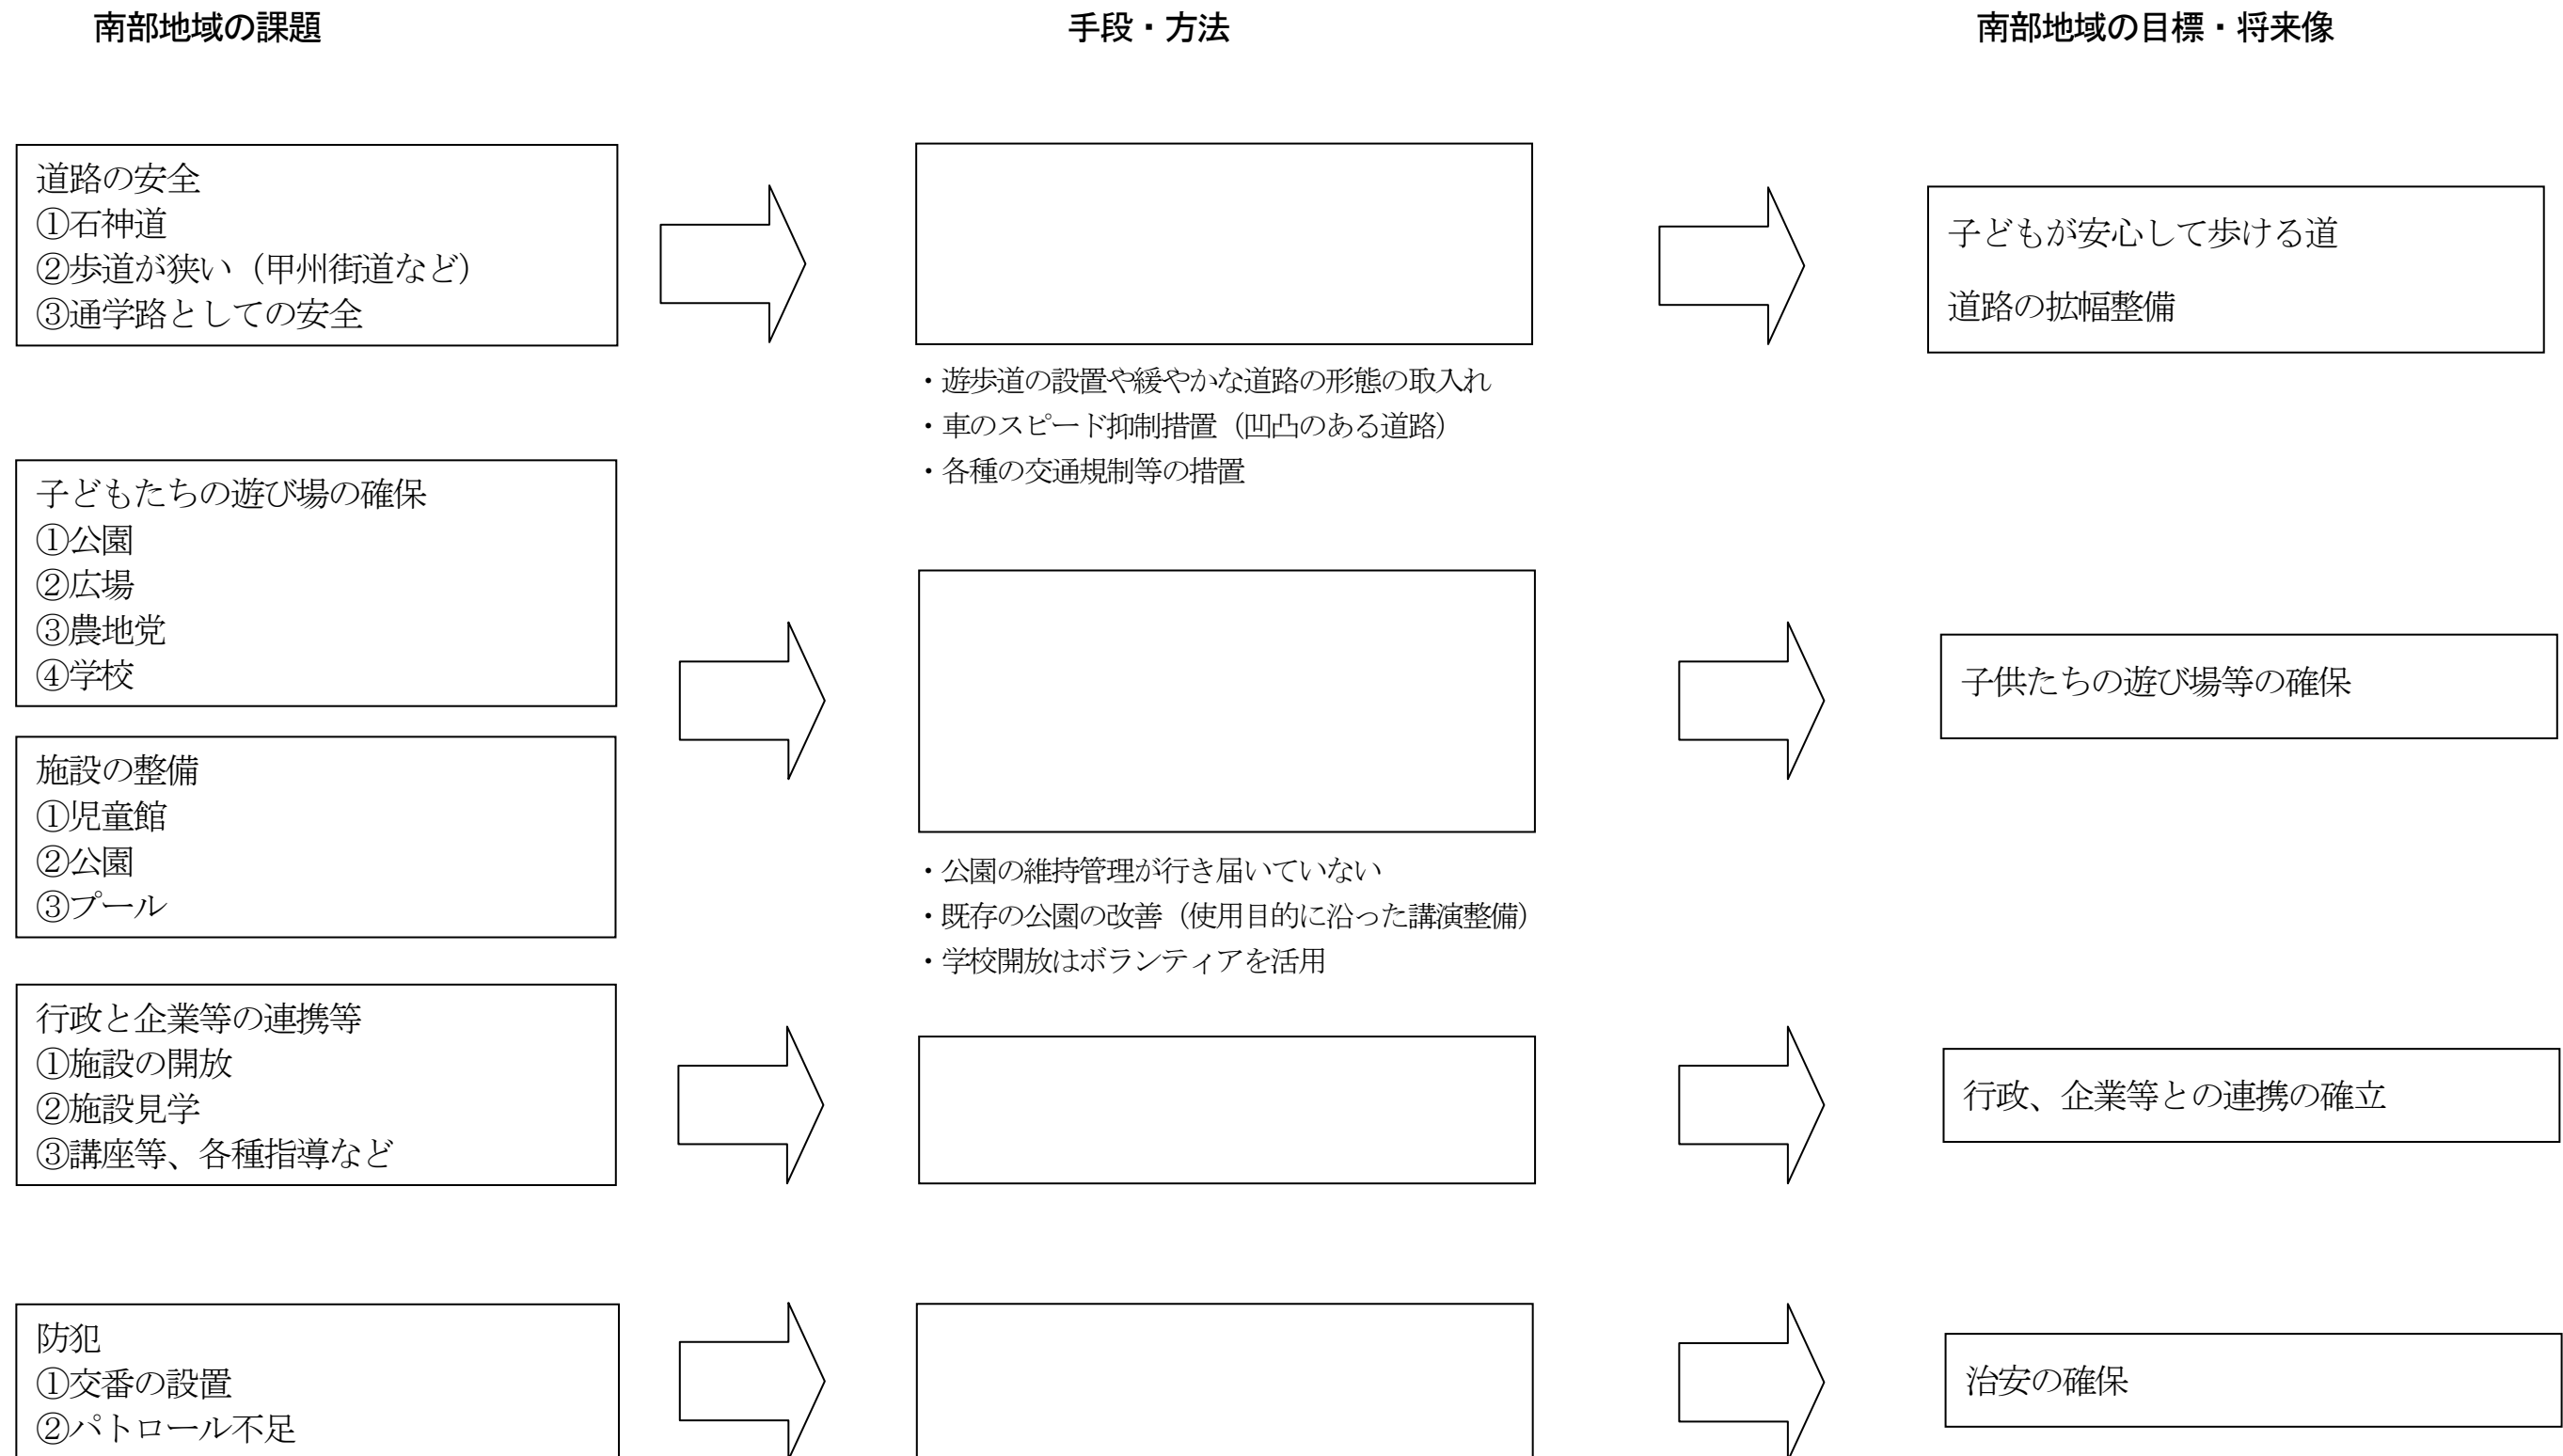 南部地域の課題
手段・方法
南部地域の目標・将来像
道路の安全
①石神道
②歩道が狭い（甲州街道など）
③通学路としての安全
子どもが安心して歩ける道
道路の拡幅整備
・遊歩道の設置や緩やかな道路の形態の取入れ
・車のスピード抑制措置（凹凸のある道路）
・各種の交通規制等の措置
子どもたちの遊び場の確保
①公園
②広場
③農地党
④学校
子供たちの遊び場等の確保
施設の整備
①児童館
②公園
③プール
・公園の維持管理が行き届いていない
・既存の公園の改善（使用目的に沿った講演整備）
・学校開放はボランティアを活用
行政と企業等の連携等
①施設の開放
②施設見学
③講座等、各種指導など
行政、企業等との連携の確立
防犯
①交番の設置
②パトロール不足
治安の確保